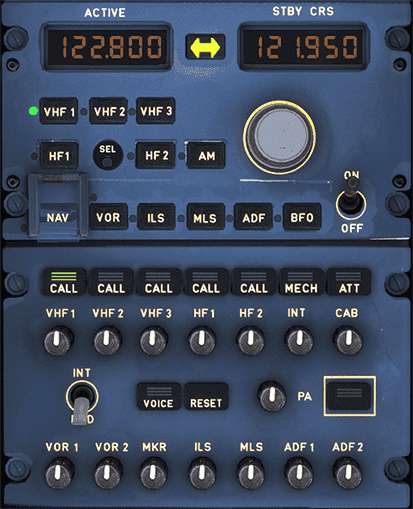 ACTIVE STBY CRS
122.800 121.950
VHF 1 VHF 2 VHF 3
SEL
HF1 HF 2 AM
ON
NAV VOR ILS MLS ADF BFO
OFF
CALL CALL CALL CALL CALL MECH ATT
VHF 1 VHF 2 VHF 3 HF 1 HF 2 INT CAB
INT
VOICE RESET PA
VOR 1 VOR 2 MKR ILS MLS ADF 1 ADF 2